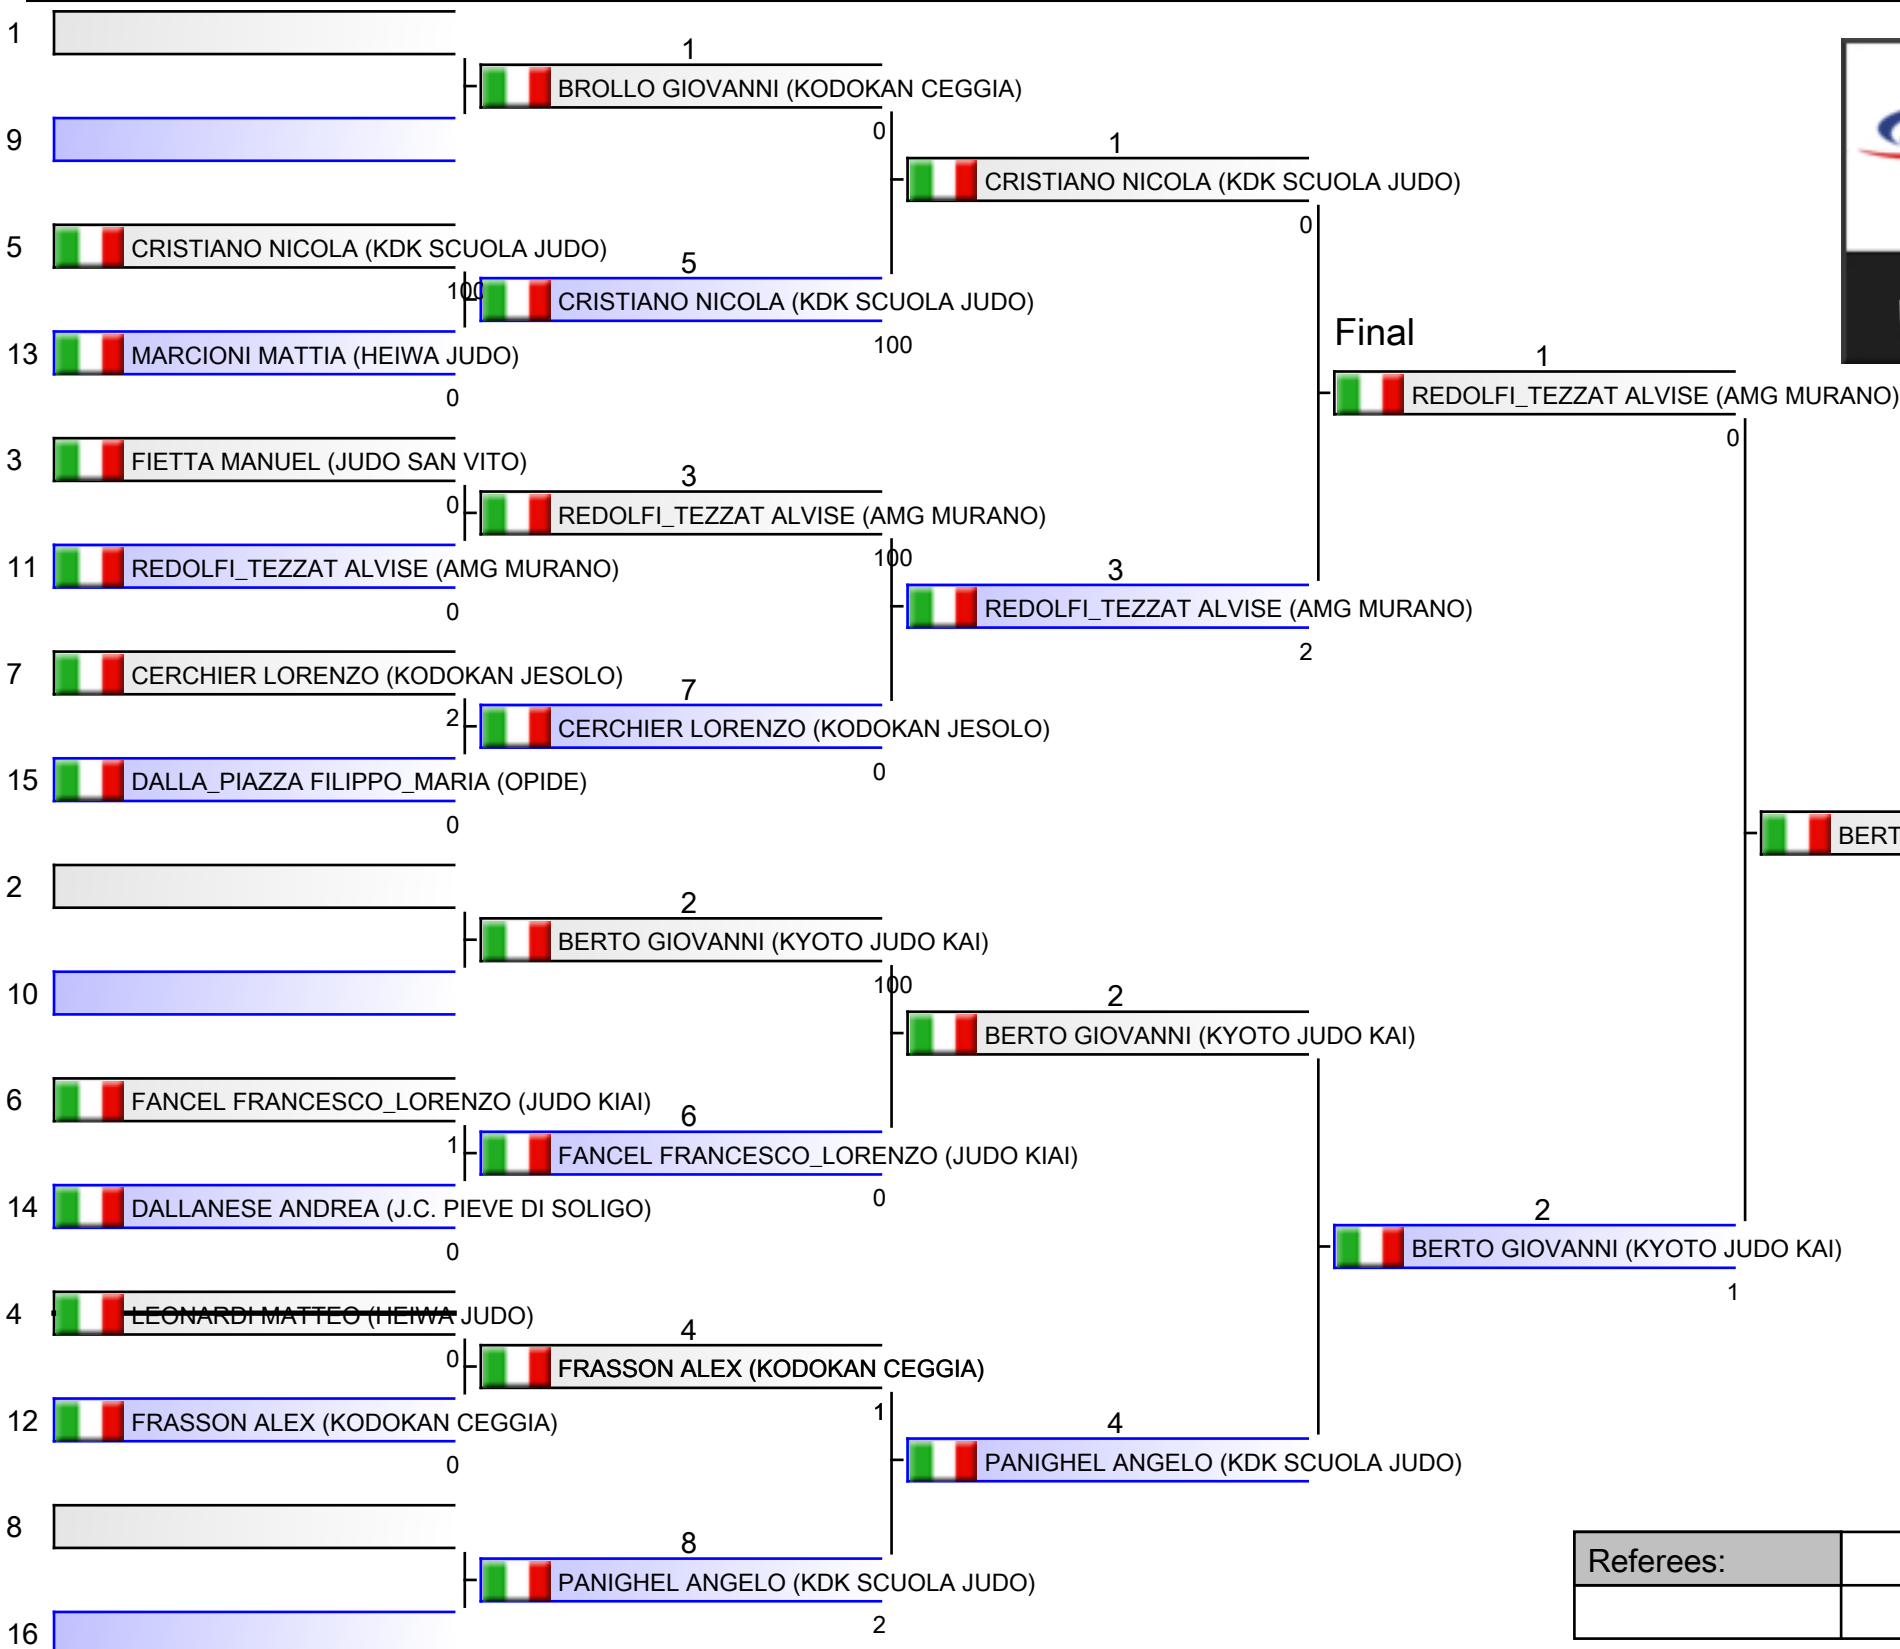 1
1
BROLLO GIOVANNI (KODOKAN CEGGIA)
9
0
1
CRISTIANO NICOLA (KDK SCUOLA JUDO)
0
5
CRISTIANO NICOLA (KDK SCUOLA JUDO)
100
5
CRISTIANO NICOLA (KDK SCUOLA JUDO)
100
13
MARCIONI MATTIA (HEIWA JUDO)
0
Final
1
REDOLFI_TEZZAT ALVISE (AMG MURANO)
0
3
FIETTA MANUEL (JUDO SAN VITO)
0
3
REDOLFI_TEZZAT ALVISE (AMG MURANO)
100
11
REDOLFI_TEZZAT ALVISE (AMG MURANO)
0
3
REDOLFI_TEZZAT ALVISE (AMG MURANO)
2
7
CERCHIER LORENZO (KODOKAN JESOLO)
2
7
CERCHIER LORENZO (KODOKAN JESOLO)
0
15
DALLA_PIAZZA FILIPPO_MARIA (OPIDE)
0
BERT
2
2
BERTO GIOVANNI (KYOTO JUDO KAI)
100
10
2
BERTO GIOVANNI (KYOTO JUDO KAI)
6
FANCEL FRANCESCO_LORENZO (JUDO KIAI)
1
6
FANCEL FRANCESCO_LORENZO (JUDO KIAI)
0
14
DALLANESE ANDREA (J.C. PIEVE DI SOLIGO)
0
2
BERTO GIOVANNI (KYOTO JUDO KAI)
1
4
LEONARDI MATTEO (HEIWA JUDO)
0
4
FRASSON ALEX (KODOKAN CEGGIA)
1
12
FRASSON ALEX (KODOKAN CEGGIA)
0
4
PANIGHEL ANGELO (KDK SCUOLA JUDO)
8
8
PANIGHEL ANGELO (KDK SCUOLA JUDO)
2
16
Referees: